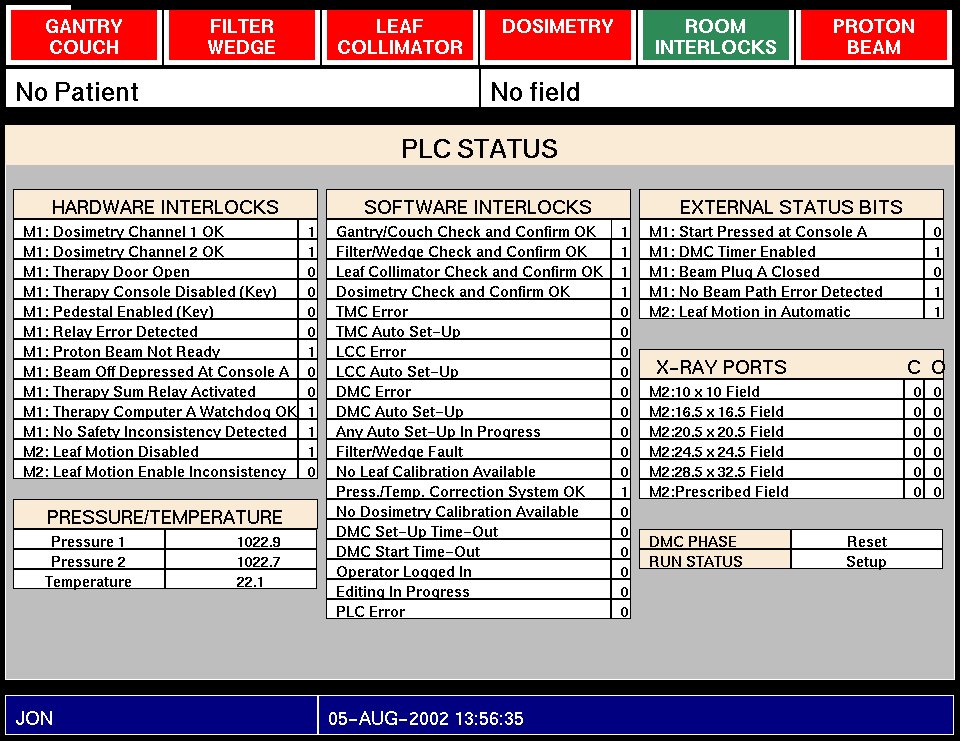 GANTRY COUCH
FILTER WEDGE
LEAF COLLIMATOR
DOSIMETRY
ROOM INTERLOCKS
PROTON BEAM
No Patient
No field
PLC STATUS
HARDWARE INTERLOCKS
M1: Dosimetry Channel 1 OK 1
M1: Dosimetry Channel 2 OK 1
M1: Therapy Door Open 0
M1: Therapy Console Disabled (Key) 0
M1: Pedestal Enabled (Key) 0
M1: Relay Error Detected 0
M1: Proton Beam Not Ready 1
M1: Beam Off Depressed At Console A 0
M1: Therapy Sum Relay Activated 0
M1: Therapy Computer A Watchdog OK 1
M1: No Safety Inconsistency Detected 1
M2: Leaf Motion Disabled 1
M2: Leaf Motion Enable Inconsistency 0
PRESSURE/TEMPERATURE
Pressure 1 1022.9
Pressure 2 1022.7
Temperature 22.1
SOFTWARE INTERLOCKS
Gantry/Couch Check and Confirm OK 1
Filter/Wedge Check and Confirm OK 1
Leaf Collimator Check and Confirm OK 1
Dosimetry Check and Confirm OK 1
TMC Error 0
TMC Auto Set-Up 0
LCC Error 0
LCC Auto Set-Up 0
DMC Error 0
DMC Auto Set-Up 0
Any Auto Set-Up In Progress 0
Filter/Wedge Fault 0
No Leaf Calibration Available 0
Press./Temp. Correction System OK 1
No Dosimetry Calibration Available 0
DMC Set-Up Time-Out 0
DMC Start Time-Out 0
Operator Logged In 0
Editing In Progress 0
PLC Error 0
EXTERNAL STATUS BITS
M1: Start Pressed at Console A 0
M1: DMC Timer Enabled 1
M1: Beam Plug A Closed 0
M1: No Beam Path Error Detected 1
M2: Leaf Motion in Automatic 1
X-RAY PORTS C O
M2:10 x 10 Field 0 0
M2:16.5 x 16.5 Field 0 0
M2:20.5 x 20.5 Field 0 0
M2:24.5 x 24.5 Field 0 0
M2:28.5 x 32.5 Field 0 0
M2:Prescribed Field 0 0
DMC PHASE Reset
RUN STATUS Setup
JON
05-AUG-2002 13:56:35